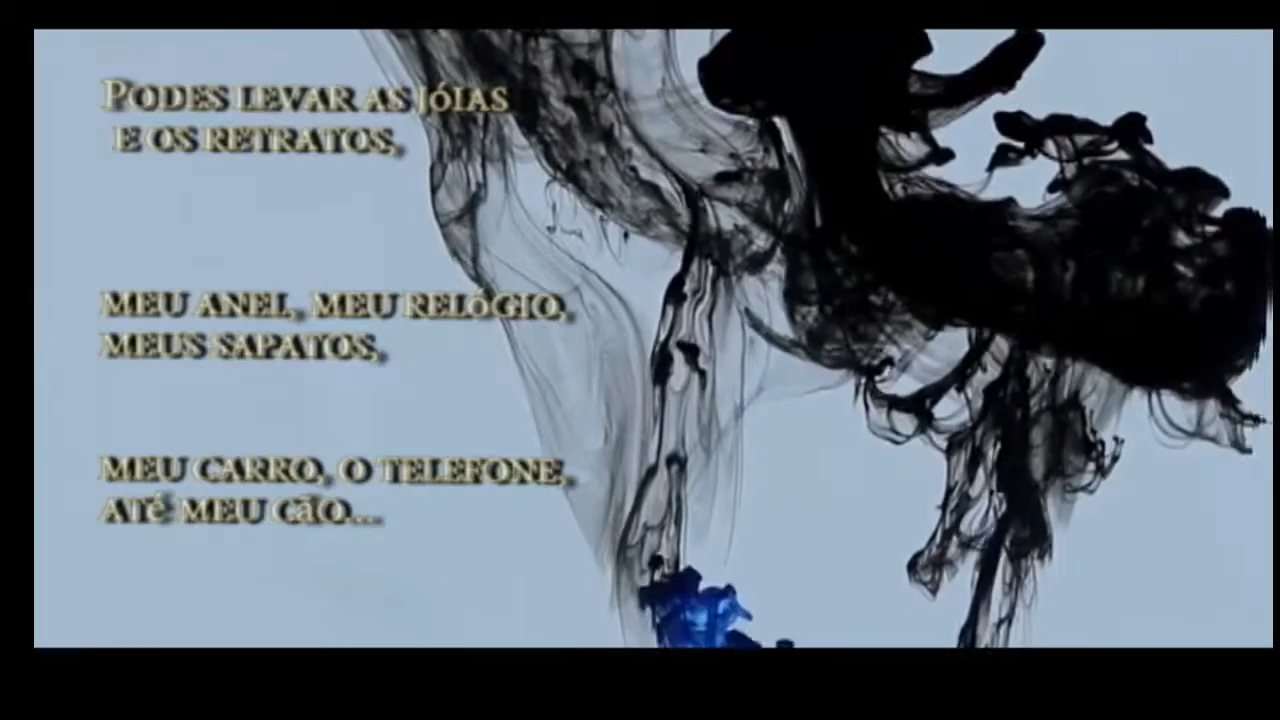 PODES LEVAR AS JÓIAS
E OS RETRATOS,
MEU ANEL, MEU RELÓGIO,
MEUS SAPATOS,
MEU CARRO, O TELEFONE,
ATÉ MEU CÃO...